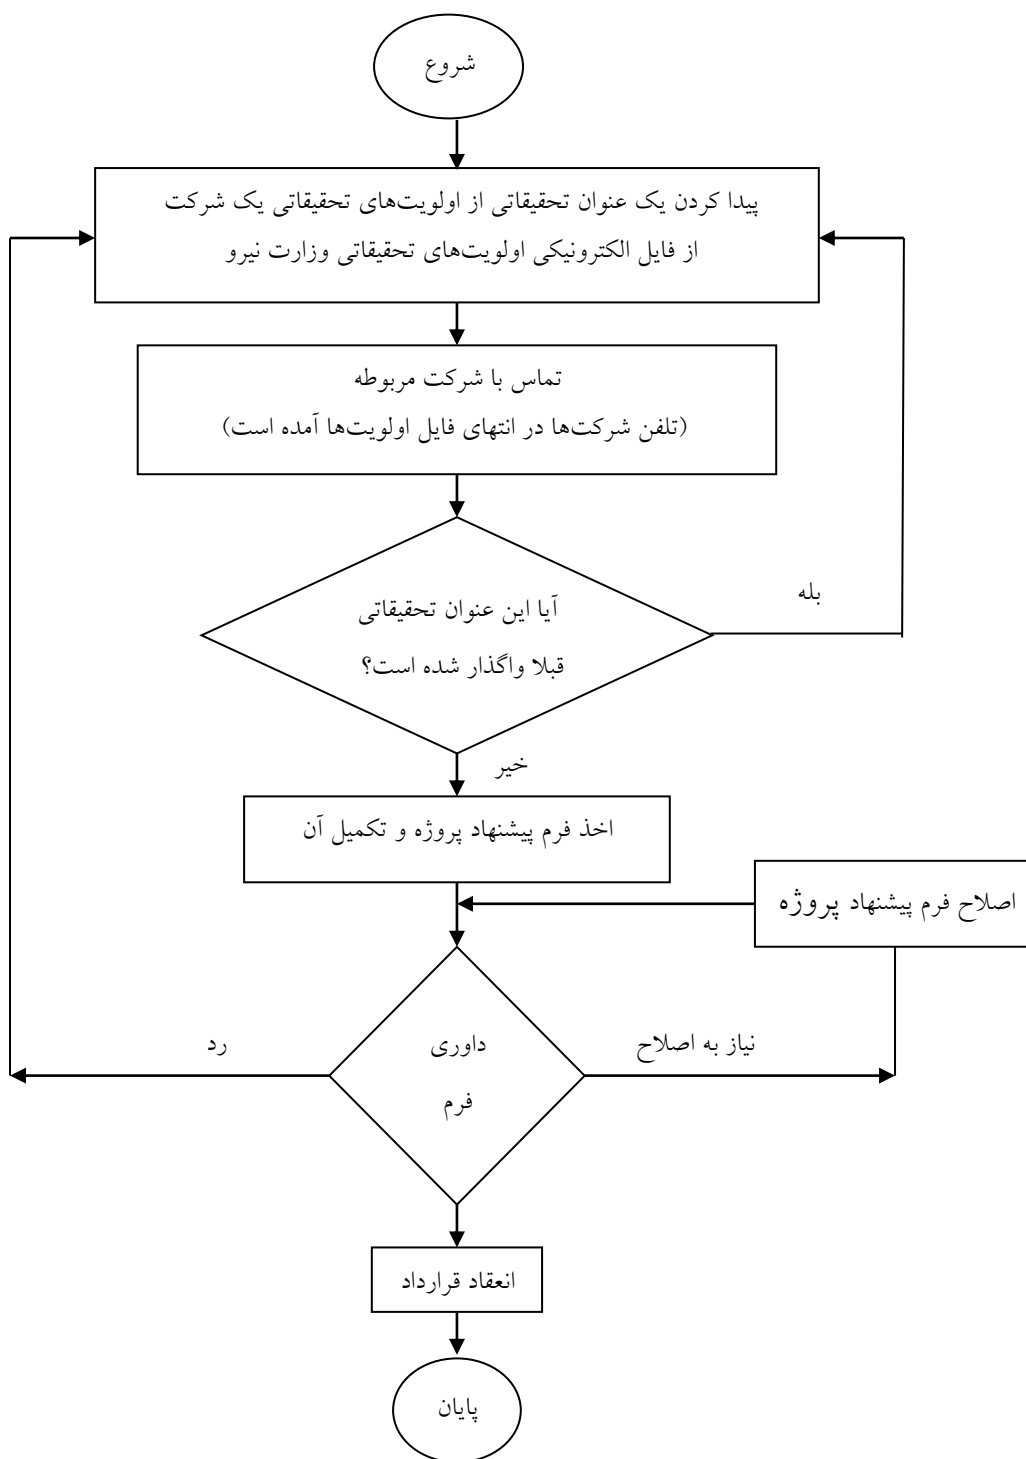 شروع
پیدا کردن یک عنوان تحقیقاتی از اولویت‌های تحقیقاتی یک شرکت
از فایل الکترونیکی اولویت‌های تحقیقاتی وزارت نیرو
تماس با شرکت مربوطه
(تلفن شرکت‌ها در انتهای فایل اولویت‌ها آمده است)
آیا این عنوان تحقیقاتی
قبلا واگذار شده است؟
بله
خیر
اخذ فرم پیشنهاد پروژه و تکمیل آن
اصلاح فرم پیشنهاد پروژه
داوری
فرم
نیاز به اصلاح
رد
انعقاد قرارداد
پایان